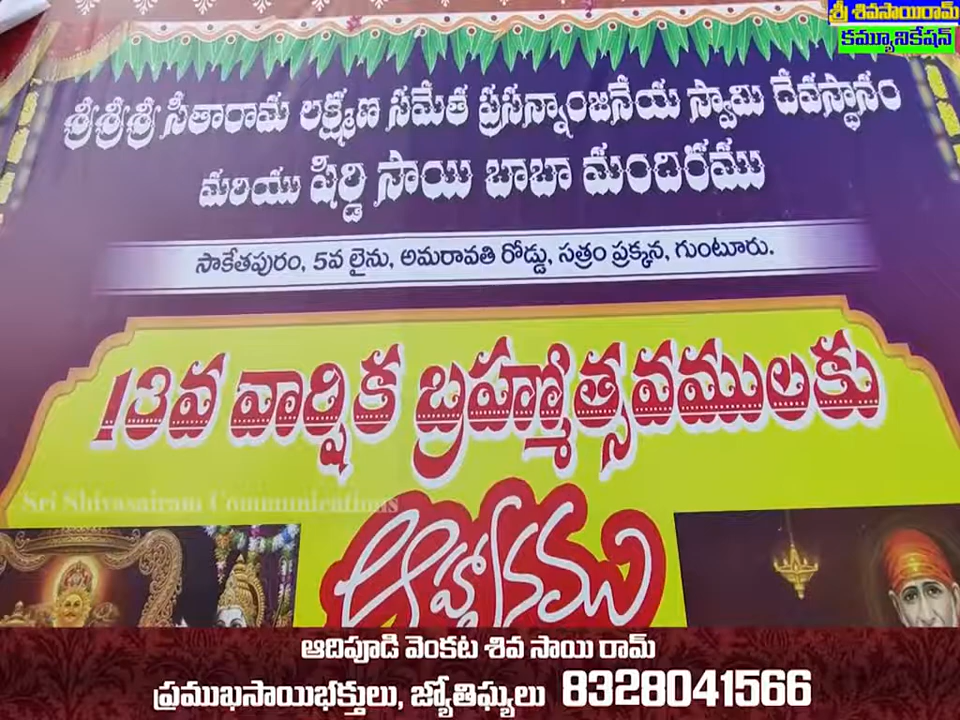 శ్రీ శివసాయిరామ్
కమ్యూనికేషన్
శ్రీశ్రీశ్రీ సీతారామ లక్ష్మణ సమేత ప్రసన్నాంజనేయ స్వామి దేవస్థానం
మరియు షిర్డి సాయి బాబా మందిరము
సాకేతపురం, 5వ లైను, అమరావతి రోడ్డు, సత్రం ప్రక్కన, గుంటూరు.
13వ వార్షిక బ్రహ్మోత్సవములకు
Sri Shivasairam Communications
ఆహ్వానము
ఆదిపూడి వెంకట శివ సాయి రామ్
ప్రముఖసాయిభక్తులు, జ్యోతిష్యులు 8328041566